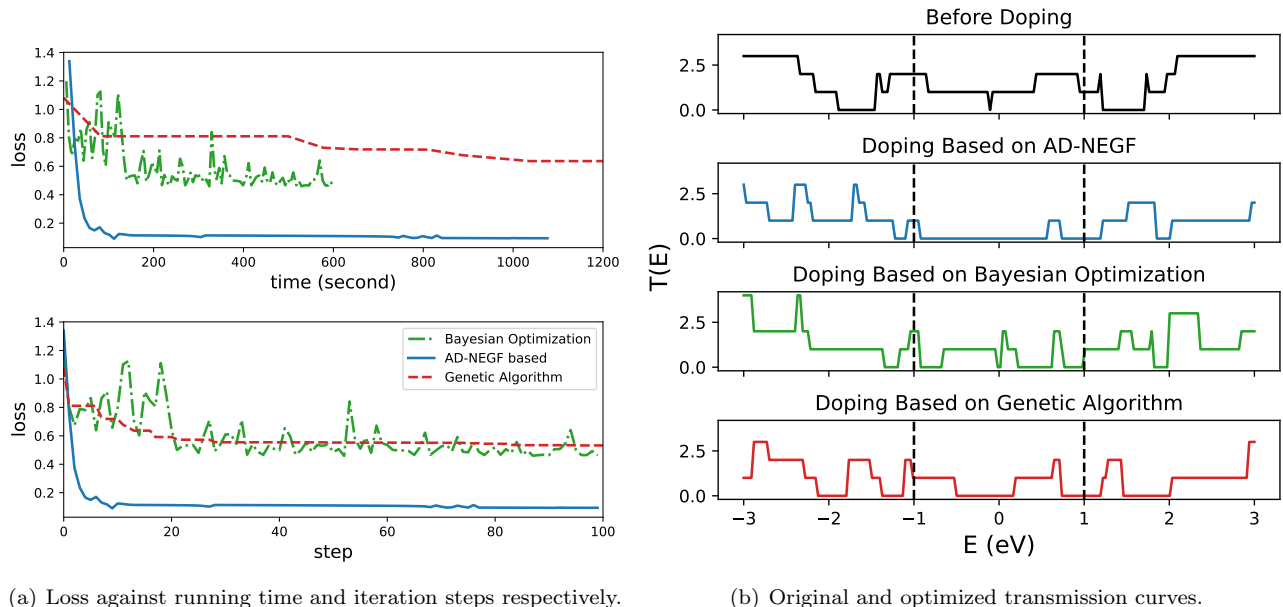 1.4
1.2
1.0
0.8
0.6
0.4
0.2
loss
0 200 400 600 800 1000 1200
time (second)
1.4
1.2
1.0
0.8
0.6
0.4
0.2
loss
Bayesian Optimization
AD-NEGF based
Genetic Algorithm
0 20 40 60 80 100
step
(a) Loss against running time and iteration steps respectively.
Before Doping
2.5
0.0
Doping Based on AD-NEGF
2.5
0.0
T(E)
Doping Based on Bayesian Optimization
2.5
0.0
Doping Based on Genetic Algorithm
2.5
0.0
−3 −2 −1 0 1 2 3
E (eV)
(b) Original and optimized transmission curves.